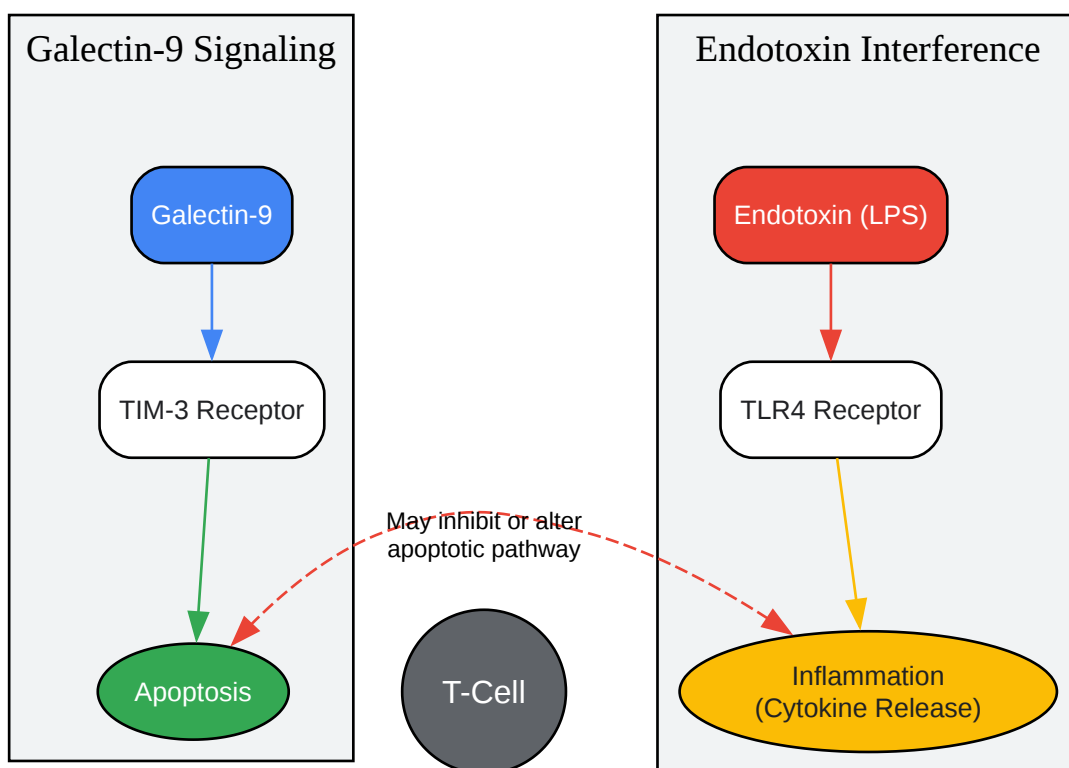 Galectin-9 Signaling
Endotoxin Interference
Galectin-9
Endotoxin (LPS)
TIM-3 Receptor
TLR4 Receptor
May inhibit or alter
apoptotic pathway
Apoptosis
T-Cell
Inflammation
(Cytokine Release)